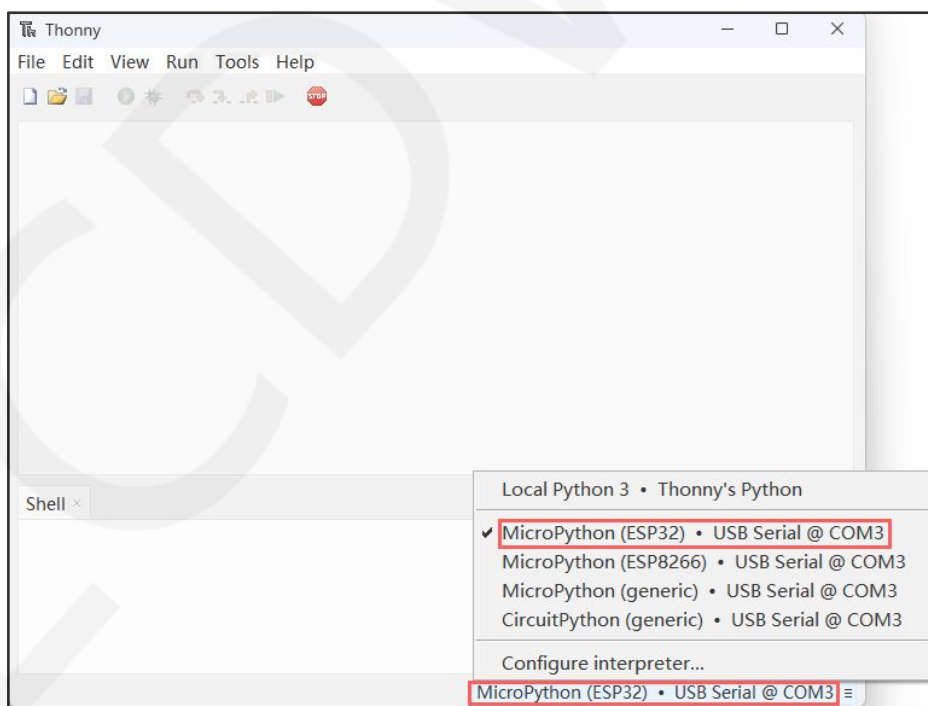 Thonny
File Edit View Run Tools Help
STOP
Shell
Local Python 3 • Thonny's Python
MicroPython (ESP32) • USB Serial @ COM3
MicroPython (ESP8266) • USB Serial @ COM3
MicroPython (generic) • USB Serial @ COM3
CircuitPython (generic) • USB Serial @ COM3
Configure interpreter...
MicroPython (ESP32) • USB Serial @ COM3